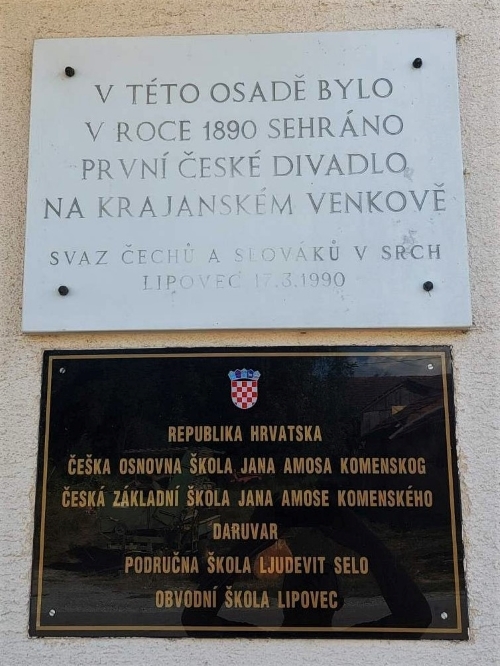 V TÉTO OSADĚ BYLO
V ROCE 1890 SEHRÁNO
PRVNÍ ČESKÉ DIVADLO
NA KRAJANSKÉM VENKOVĚ
SVAZ ČECHŮ A SLOVÁKŮ V SRCH
LIPOVEC 17.3.1990
REPUBLIKA HRVATSKA
ČEŠKA OSNOVNA ŠKOLA JANA AMOSA KOMENSKOG
ČESKÁ ZÁKLADNÍ ŠKOLA JANA AMOSE KOMENSKÉHO
DARUVAR
PODRUČNA ŠKOLA LJUDEVIT SELO
OBVODNÍ ŠKOLA LIPOVEC